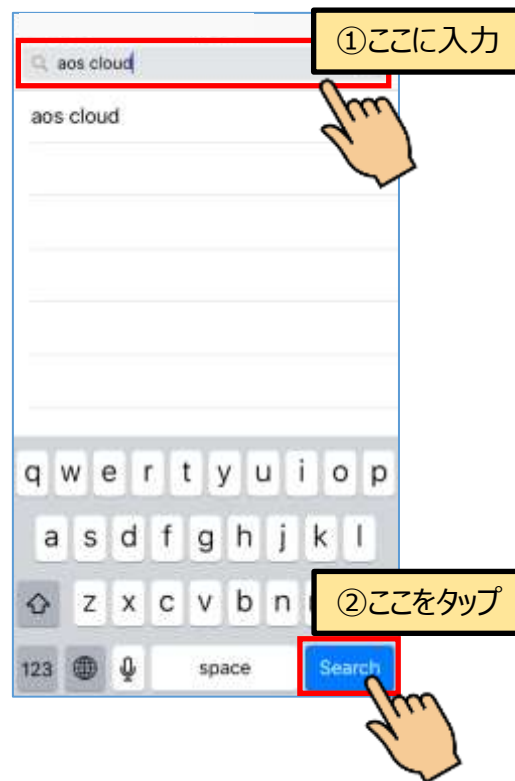 ①ここに入力
aos cloud
aos cloud
q w e r t y u i o p
a s d f g h j k l
z x c v b n
②ここをタップ
123 space Search